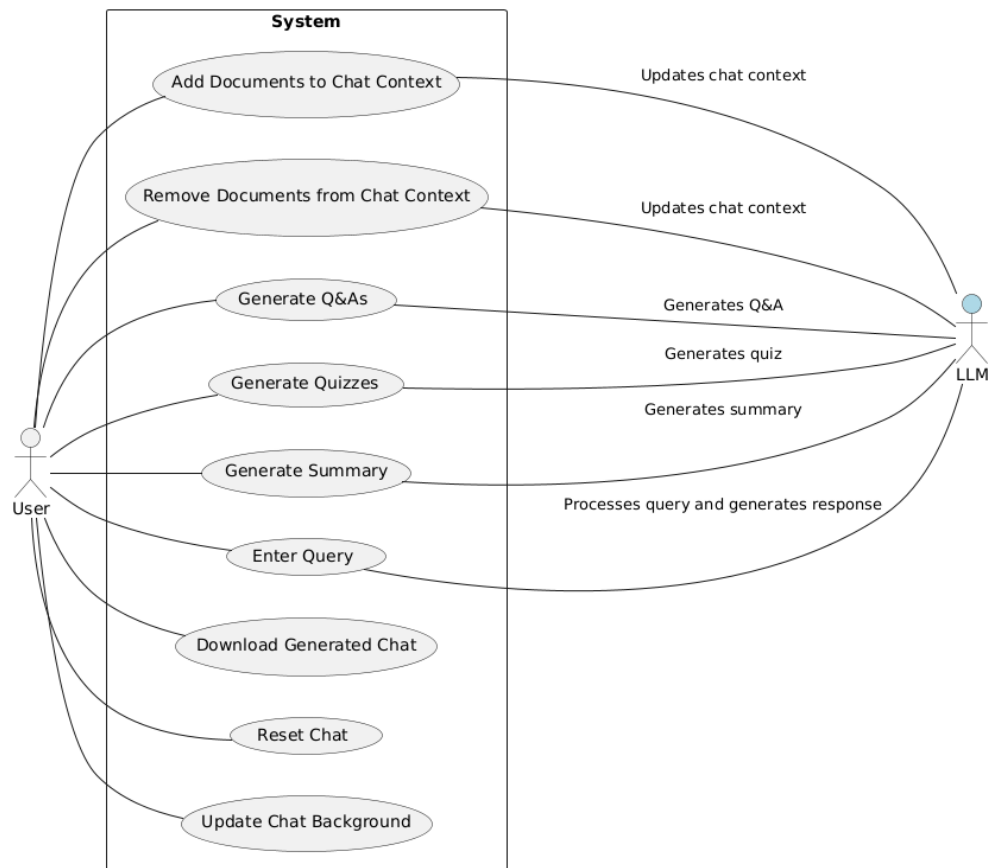 System
Add Documents to Chat Context
Updates chat context
Remove Documents from Chat Context
Updates chat context
Generate Q&As
Generates Q&A
Generate Quizzes
Generates quiz
LLM
Generates summary
Generate Summary
User
Processes query and generates response
Enter Query
Download Generated Chat
Reset Chat
Update Chat Background